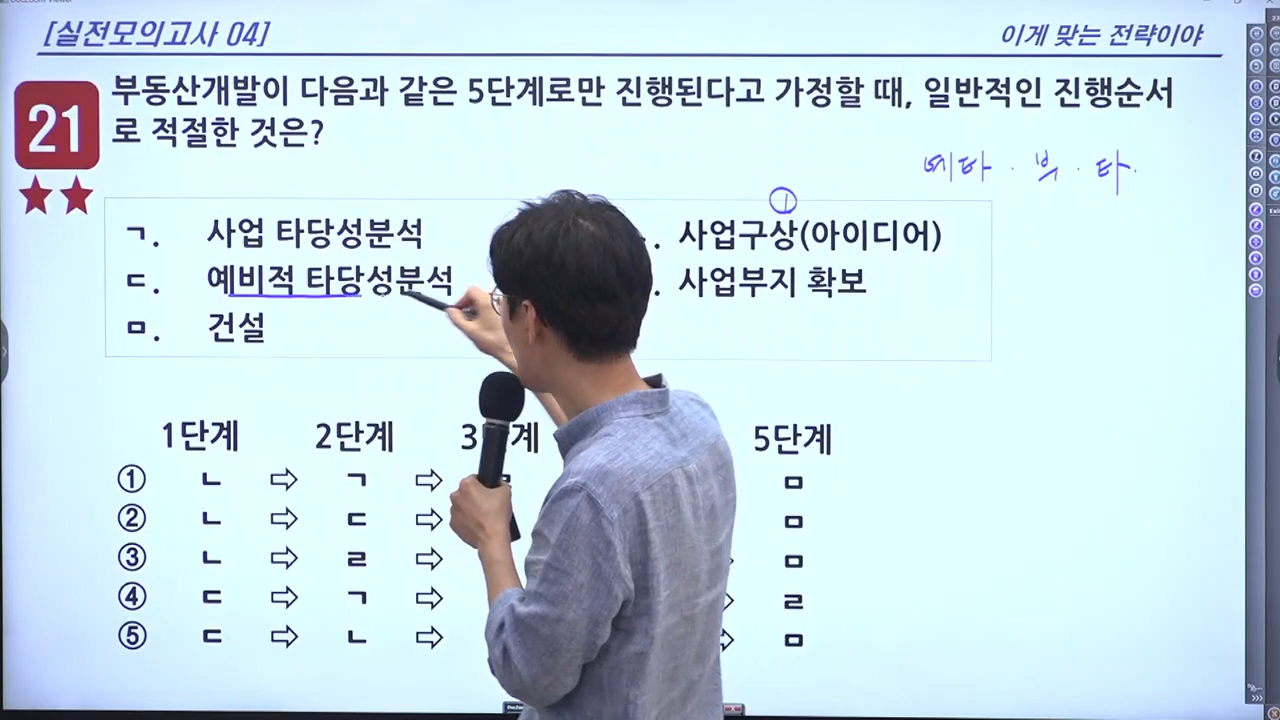 [실전모의고사 04]
이게 맞는 전략이야
21
부동산개발이 다음과 같은 5단계로만 진행된다고 가정할 때, 일반적인 진행순서
로 적절한 것은?
예타 · 부 · 타.
①
ㄱ. 사업 타당성분석 . 사업구상(아이디어)
ㄷ. 예비적 타당성분석 . 사업부지 확보
ㅁ. 건설
1단계 2단계 3 계 5단계
① ㄴ ⇨ ㄱ ⇨ ㅁ
② ㄴ ⇨ ㄷ ⇨ ㅁ
③ ㄴ ⇨ ㄹ ⇨ ㅁ
④ ㄷ ⇨ ㄱ ⇨ ㄹ
⑤ ㄷ ⇨ ㄴ ⇨ ㅁ